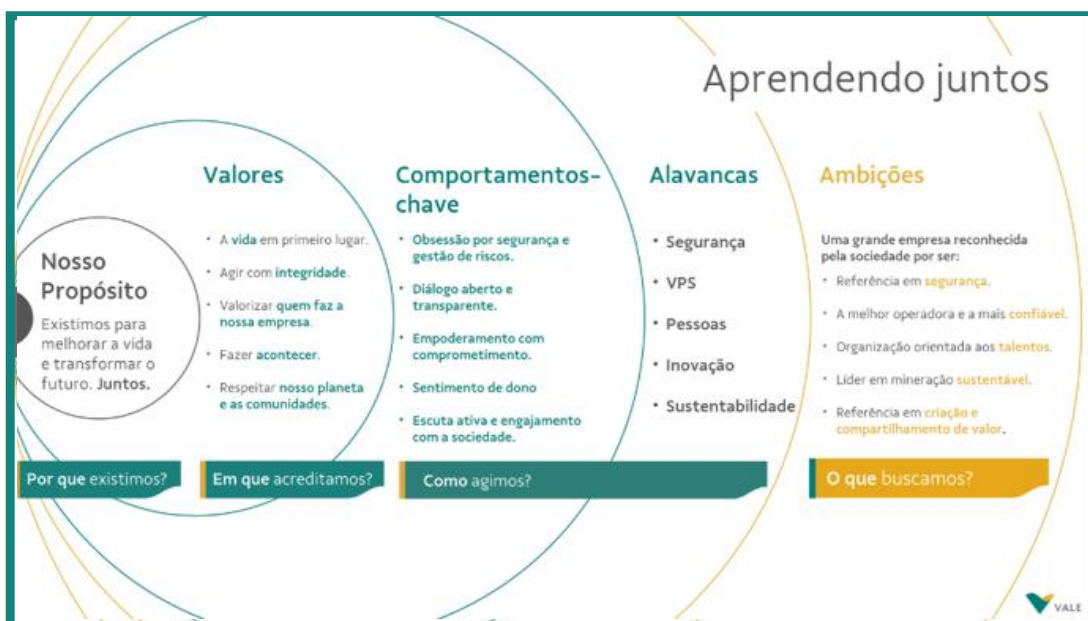 Aprendendo juntos
Nosso
Propósito
Existimos para
melhorar a vida
e transformar o
futuro. Juntos.
Por que existimos?
Valores
• A vida em primeiro lugar.
• Agir com integridade.
• Valorizar quem faz a
nossa empresa.
• Fazer acontecer.
• Respeitar nosso planeta
e as comunidades.
Em que acreditamos?
Comportamentos-
chave
• Obsessão por segurança e
gestão de riscos.
• Diálogo aberto e
transparente.
• Empoderamento com
comprometimento.
• Sentimento de dono
• Escuta ativa e engajamento
com a sociedade.
Alavancas
• Segurança
• VPS
• Pessoas
• Inovação
• Sustentabilidade
Como agimos?
Ambições
Uma grande empresa reconhecida
pela sociedade por ser:
• Referência em segurança.
• A melhor operadora e a mais confiável.
• Organização orientada aos talentos.
• Líder em mineração sustentável.
• Referência em criação e
compartilhamento de valor.
O que buscamos?
VALE